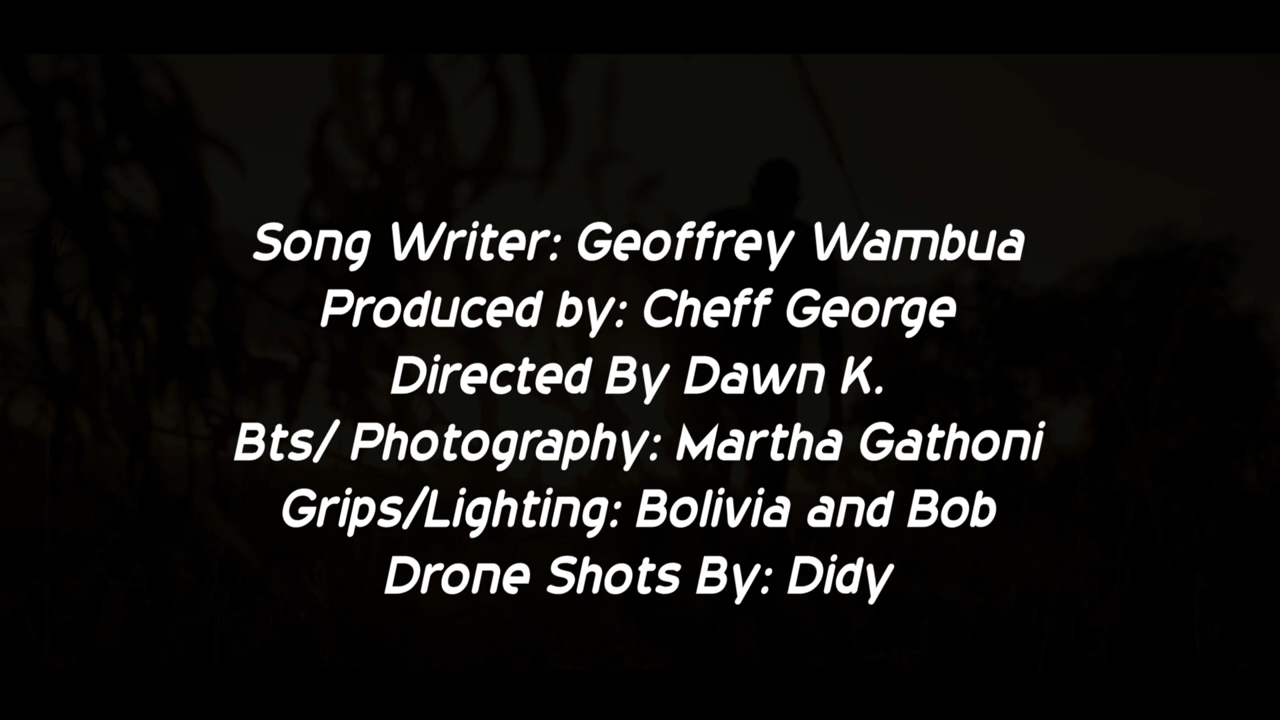 Song Writer: Geoffrey Wambua
Produced by: Cheff George
Directed By Dawn K.
Bts/ Photography: Martha Gathoni
Grips/Lighting: Bolivia and Bob
Drone Shots By: Didy